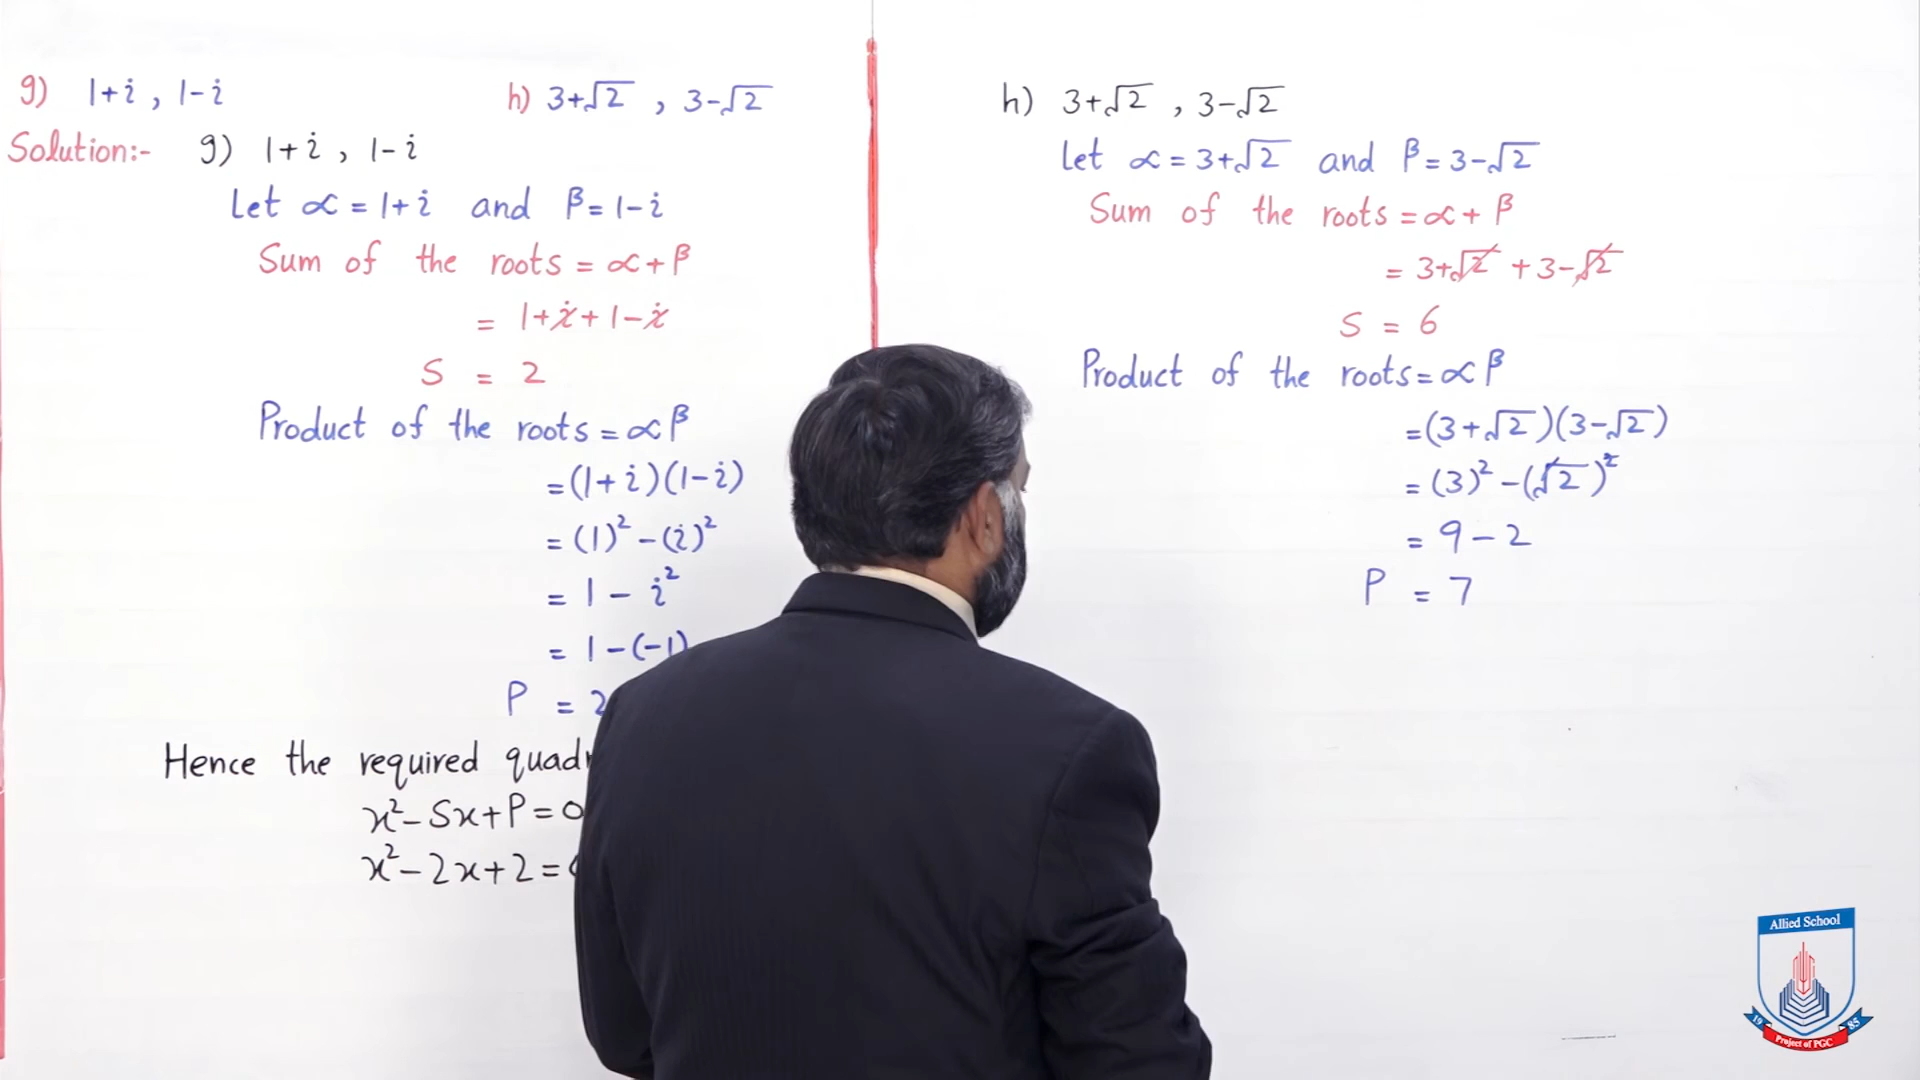 g) 1+i , 1-i
h) 3+√2 , 3-√2
Solution:- g) 1+i , 1-i
Let ∝ = 1+i and β = 1-i
Sum of the roots = ∝ + β
= 1+i + 1-i
S = 2
Product of the roots = ∝ β
= (1+i)(1-i)
= (1)² - (i)²
= 1 - i²
= 1 - (-1)
P = 2
Hence the required
x² - Sx + P = 0
x² - 2x + 2 =
h) 3+√2 , 3-√2
Let ∝ = 3+√2 and β = 3-√2
Sum of the roots = ∝ + β
= 3+√2 + 3-√2
S = 6
Product of the roots = ∝ β
= (3+√2)(3-√2)
= (3)² - (√2)²
= 9 - 2
P = 7
Allied School
19 85
Project of PGC